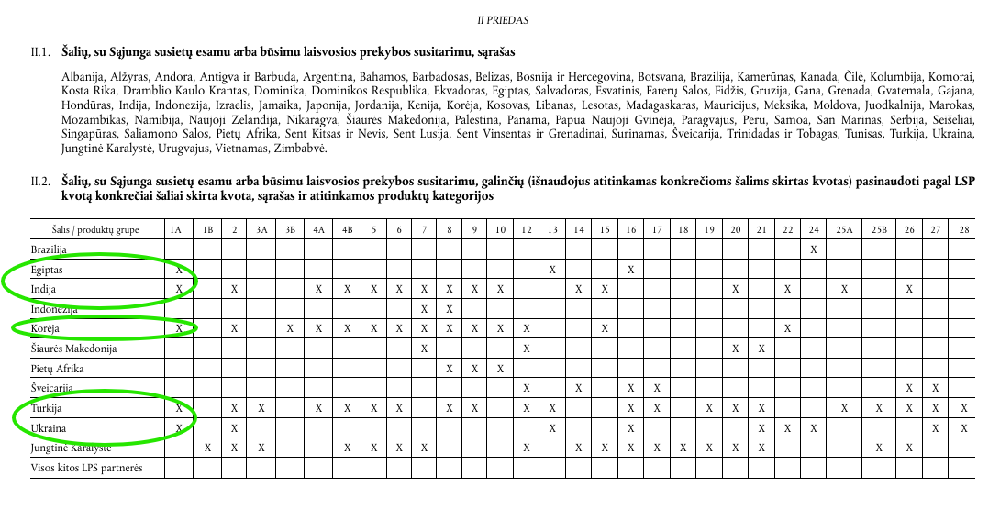 II PRIEDAS
II.1. Šalių, su Sąjunga susietų esamu arba būsimu laisvosios prekybos susitarimu, sąrašas
Albanija, Alžyras, Andora, Antigva ir Barbuda, Argentina, Bahamos, Barbadosas, Belizas, Bosnija ir Hercegovina, Botsvana, Brazilija, Kamerūnas, Kanada, Čilė, Kolumbija, Komorai,
Kosta Rika, Dramblio Kaulo Krantas, Dominika, Dominikos Respublika, Ekvadoras, Egiptas, Salvadoras, Esvatinis, Farerų Salos, Fidžis, Gruzija, Gana, Grenada, Gvatemala, Gajana,
Hondūras, Indija, Indonezija, Izraelis, Jamaika, Japonija, Jordanija, Kenija, Korėja, Kosovas, Libanas, Lesotas, Madagaskaras, Mauricijus, Meksika, Moldova, Juodkalnija, Marokas,
Mozambikas, Namibija, Naujoji Zelandija, Nikaragva, Šiaurės Makedonija, Palestina, Panama, Papua Naujoji Gvinėja, Paragvajus, Peru, Samoa, San Marinas, Serbija, Seišeliai,
Singapūras, Saliamono Salos, Pietų Afrika, Sent Kitsas ir Nevis, Sent Lusija, Sent Vinsentas ir Grenadinai, Surinamas, Šveicarija, Trinidadas ir Tobagas, Tunisas, Turkija, Ukraina,
Jungtinė Karalystė, Urugvajus, Vietnamas, Zimbabvė.
II.2. Šalių, su Sąjunga susietų esamu arba būsimu laisvosios prekybos susitarimu, galinčių (išnaudojus atitinkamas konkrečioms šalims skirtas kvotas) pasinaudoti pagal LSP
kvotą konkrečiai šaliai skirta kvota, sąrašas ir atitinkamos produktų kategorijos
Šalis / produktų grupė 1A 1B 2 3A 3B 4A 4B 5 6 7 8 9 10 12 13 14 15 16 17 18 19 20 21 22 24 25A 25B 26 27 28
Brazilija X
Egiptas X X X
Indija X X X X X X X X X X X X X X X X
Indonezija X X
Korėja X X X X X X X X X X X X X X
Šiaurės Makedonija X X X X
Pietų Afrika X X X
Šveicarija X X X X X X
Turkija X X X X X X X X X X X X X X X X X X X X X
Ukraina X X X X X X X X X
Jungtinė Karalystė X X X X X X X X X X X X X X X X X X
Visos kitos LPS partnerės